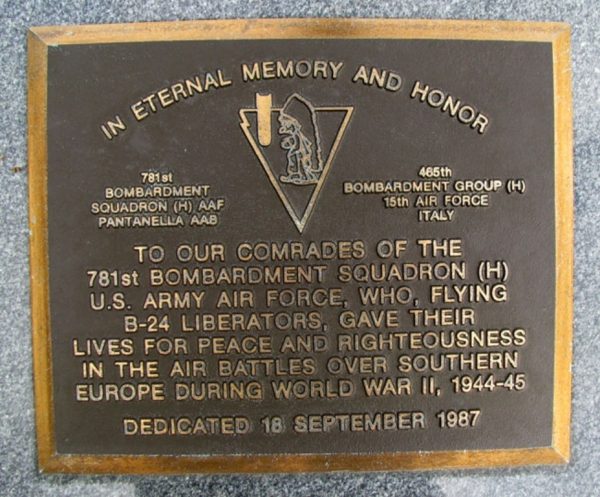 IN ETERNAL MEMORY AND HONOR
781st
BOMBARDMENT
SQUADRON (H) AAF
PANTANELLA AAB
465th
BOMBARDMENT GROUP (H)
15th AIR FORCE
ITALY
TO OUR COMRADES OF THE
781st BOMBARDMENT SQUADRON (H)
U.S. ARMY AIR FORCE, WHO, FLYING
B-24 LIBERATORS, GAVE THEIR
LIVES FOR PEACE AND RIGHTEOUSNESS
IN THE AIR BATTLES OVER SOUTHERN
EUROPE DURING WORLD WAR II, 1944-45
DEDICATED 18 SEPTEMBER 1987